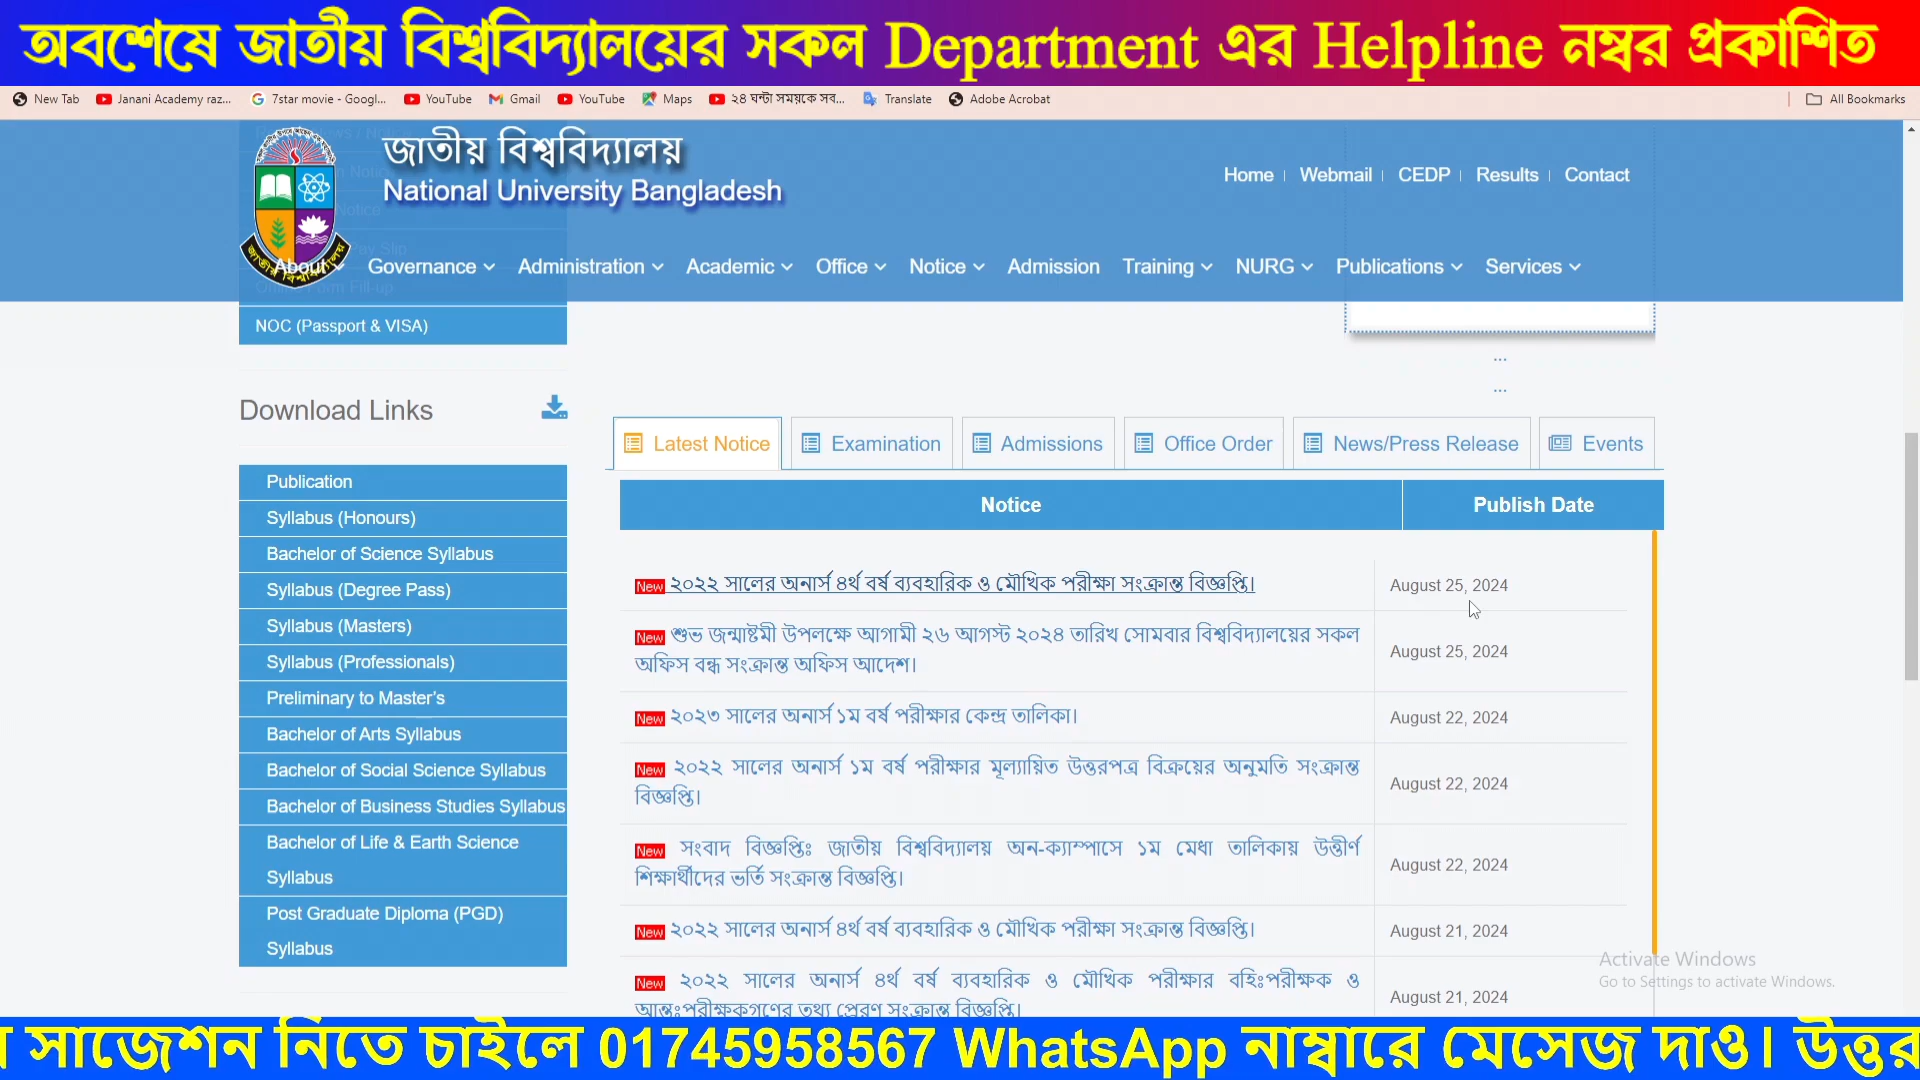 অবশেষে জাতীয় বিশ্ববিদ্যালয়ের সকল Department এর Helpline নম্বর প্রকাশিত
New Tab Janani Academy raz... 7star movie - Googl... YouTube Gmail YouTube Maps ২৪ ঘন্টা সময়কে সব... Translate Adobe Acrobat All Bookmarks
জাতীয় বিশ্ববিদ্যালয়
National University Bangladesh
Home Webmail CEDP Results Contact
About Governance Administration Academic Office Notice Admission Training NURG Publications Services
NOC (Passport & VISA)
...
...
Download Links
Latest Notice Examination Admissions Office Order News/Press Release Events
Publication
Syllabus (Honours)
Bachelor of Science Syllabus
Syllabus (Degree Pass)
Syllabus (Masters)
Syllabus (Professionals)
Preliminary to Master's
Bachelor of Arts Syllabus
Bachelor of Social Science Syllabus
Bachelor of Business Studies Syllabus
Bachelor of Life & Earth Science
Syllabus
Post Graduate Diploma (PGD)
Syllabus
Notice Publish Date
New ২০২২ সালের অনার্স ৪র্থ বর্ষ ব্যবহারিক ও মৌখিক পরীক্ষা সংক্রান্ত বিজ্ঞপ্তি। August 25, 2024
New শুভ জন্মাষ্টমী উপলক্ষে আগামী ২৬ আগস্ট ২০২৪ তারিখ সোমবার বিশ্ববিদ্যালয়ের সকল
অফিস বন্ধ সংক্রান্ত অফিস আদেশ। August 25, 2024
New ২০২৩ সালের অনার্স ১ম বর্ষ পরীক্ষার কেন্দ্র তালিকা। August 22, 2024
New ২০২২ সালের অনার্স ১ম বর্ষ পরীক্ষার মূল্যায়িত উত্তরপত্র বিক্রয়ের অনুমতি সংক্রান্ত
বিজ্ঞপ্তি। August 22, 2024
New সংবাদ বিজ্ঞপ্তিঃ জাতীয় বিশ্ববিদ্যালয় অন-ক্যাম্পাসে ১ম মেধা তালিকায় উত্তীর্ণ
শিক্ষার্থীদের ভর্তি সংক্রান্ত বিজ্ঞপ্তি। August 22, 2024
New ২০২২ সালের অনার্স ৪র্থ বর্ষ ব্যবহারিক ও মৌখিক পরীক্ষা সংক্রান্ত বিজ্ঞপ্তি। August 21, 2024
New ২০২২ সালের অনার্স ৪র্থ বর্ষ ব্যবহারিক ও মৌখিক পরীক্ষার বহিঃপরীক্ষক ও
আন্তঃপরীক্ষকগণের তথ্য প্রেরণ সংক্রান্ত বিজ্ঞপ্তি। August 21, 2024
Activate Windows
Go to Settings to activate Windows.
সাজেশন নিতে চাইলে 01745958567 WhatsApp নাম্বারে মেসেজ দাও। উত্তর